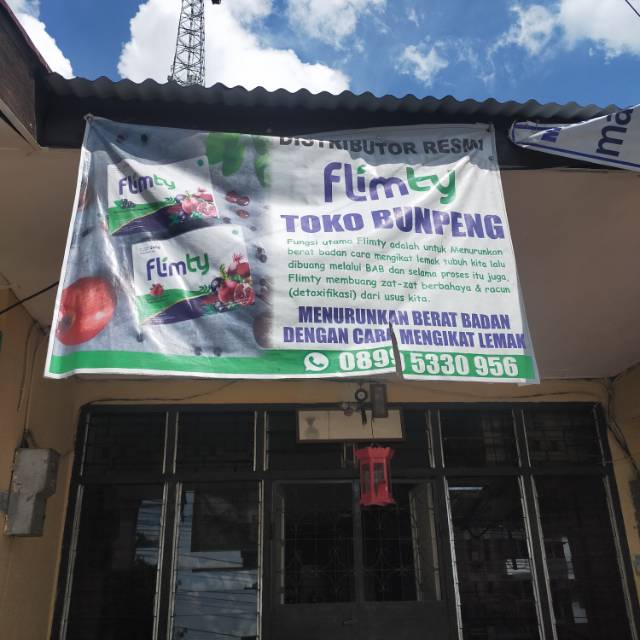 DISTRIBUTOR RESMI
flimty
TOKO BUNPENG
Fungsi utama Flimty adalah untuk Menurunkan
berat badan cara mengikat lemak tubuh kita lalu
dibuang melalui BAB dan selama proses itu juga,
Flimty membuang zat-zat berbahaya & racun
(detoxifikasi) dari usus kita.
MENURUNKAN BERAT BADAN
DENGAN CARA MENGIKAT LEMAK
089 5330 956
flimty
flimty
ma